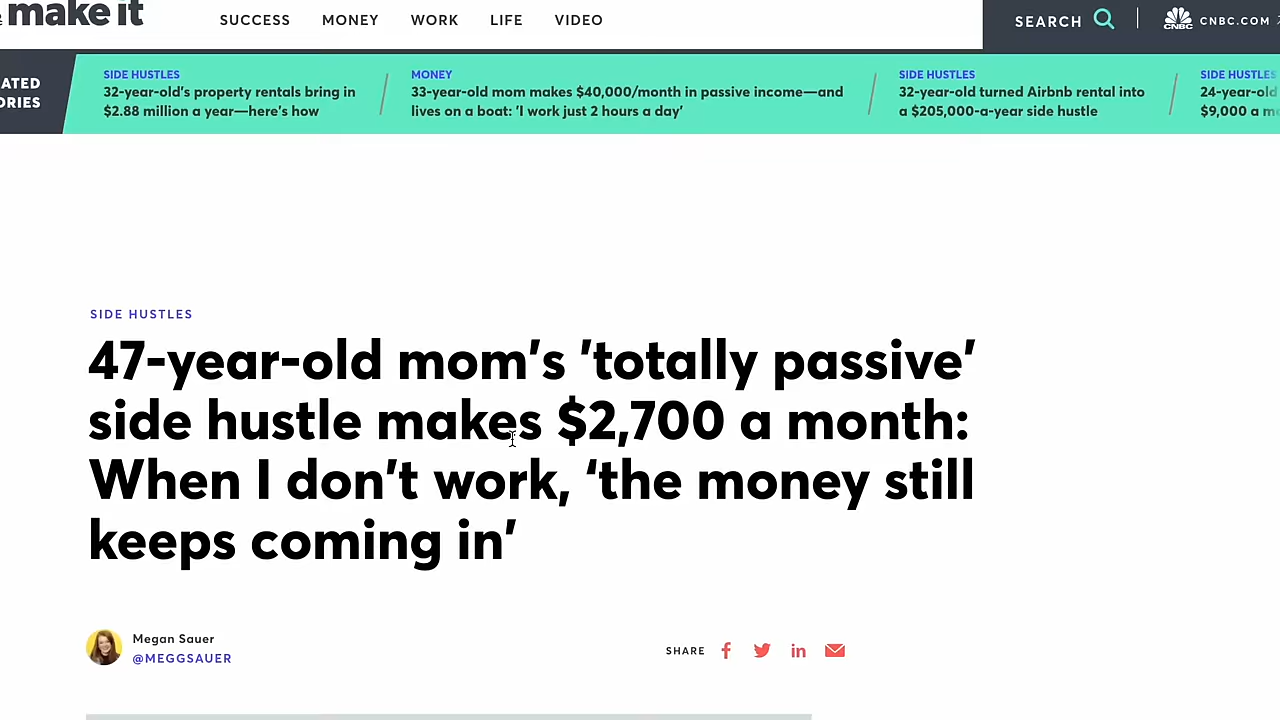 make it
SUCCESS MONEY WORK LIFE VIDEO
SEARCH
CNBC
CNBC.COM
ATED
ORIES
SIDE HUSTLES
32-year-old's property rentals bring in
$2.88 million a year—here's how
MONEY
33-year-old mom makes $40,000/month in passive income—and
lives on a boat: 'I work just 2 hours a day'
SIDE HUSTLES
32-year-old turned Airbnb rental into
a $205,000-a-year side hustle
SIDE HUSTLES
24-year-old
$9,000 a
SIDE HUSTLES
47-year-old mom's 'totally passive'
side hustle makes $2,700 a month:
When I don't work, ‘the money still
keeps coming in’
Megan Sauer
@MEGGSAUER
SHARE